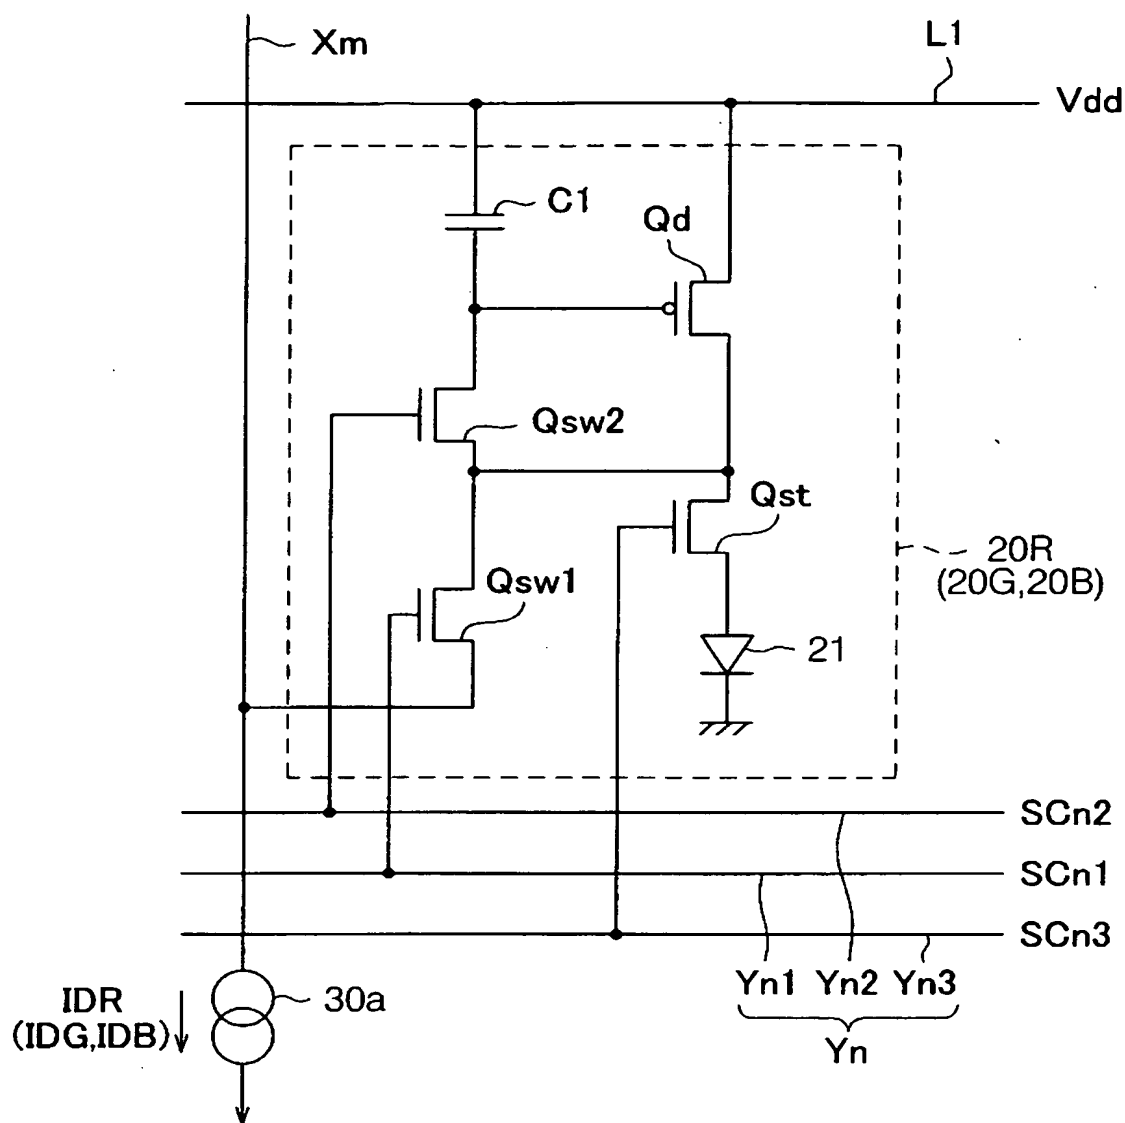 Xm
L1
Vdd
C1
Qd
Qsw2
Qst
20R
(20G,20B)
Qsw1
21
SCn2
SCn1
SCn3
Yn1 Yn2 Yn3
Yn
IDR
(IDG,IDB)
30a